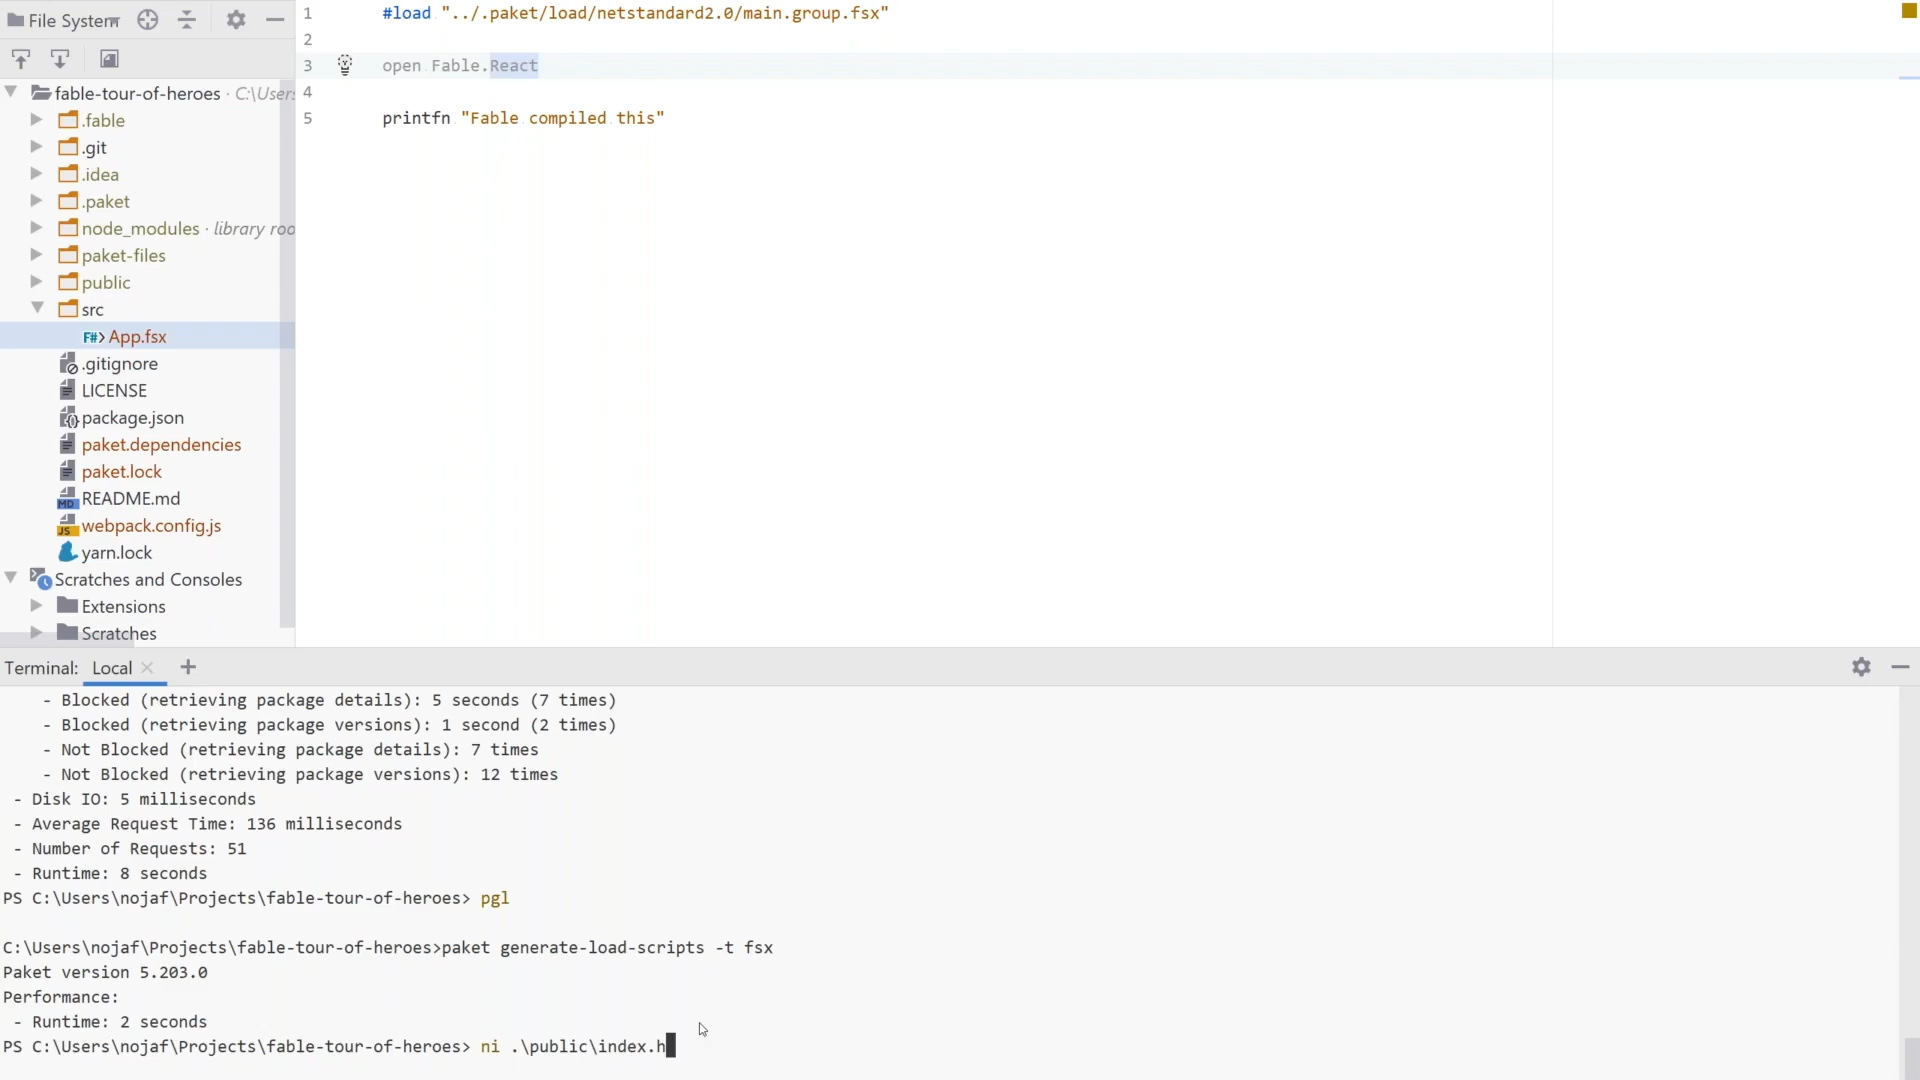 File System
fable-tour-of-heroes · C:\Users
.fable
.git
.idea
.paket
node_modules · library roo
paket-files
public
src
F#> App.fsx
.gitignore
LICENSE
package.json
paket.dependencies
paket.lock
MD README.md
JS webpack.config.js
yarn.lock
Scratches and Consoles
Extensions
Scratches
1 #load "../.paket/load/netstandard2.0/main.group.fsx"
2
3 open Fable.React
4
5 printfn "Fable compiled this"
Terminal: Local
- Blocked (retrieving package details): 5 seconds (7 times)
- Blocked (retrieving package versions): 1 second (2 times)
- Not Blocked (retrieving package details): 7 times
- Not Blocked (retrieving package versions): 12 times
- Disk IO: 5 milliseconds
- Average Request Time: 136 milliseconds
- Number of Requests: 51
- Runtime: 8 seconds
PS C:\Users\nojaf\Projects\fable-tour-of-heroes> pgl
C:\Users\nojaf\Projects\fable-tour-of-heroes>paket generate-load-scripts -t fsx
Paket version 5.203.0
Performance:
- Runtime: 2 seconds
PS C:\Users\nojaf\Projects\fable-tour-of-heroes> ni .\public\index.h